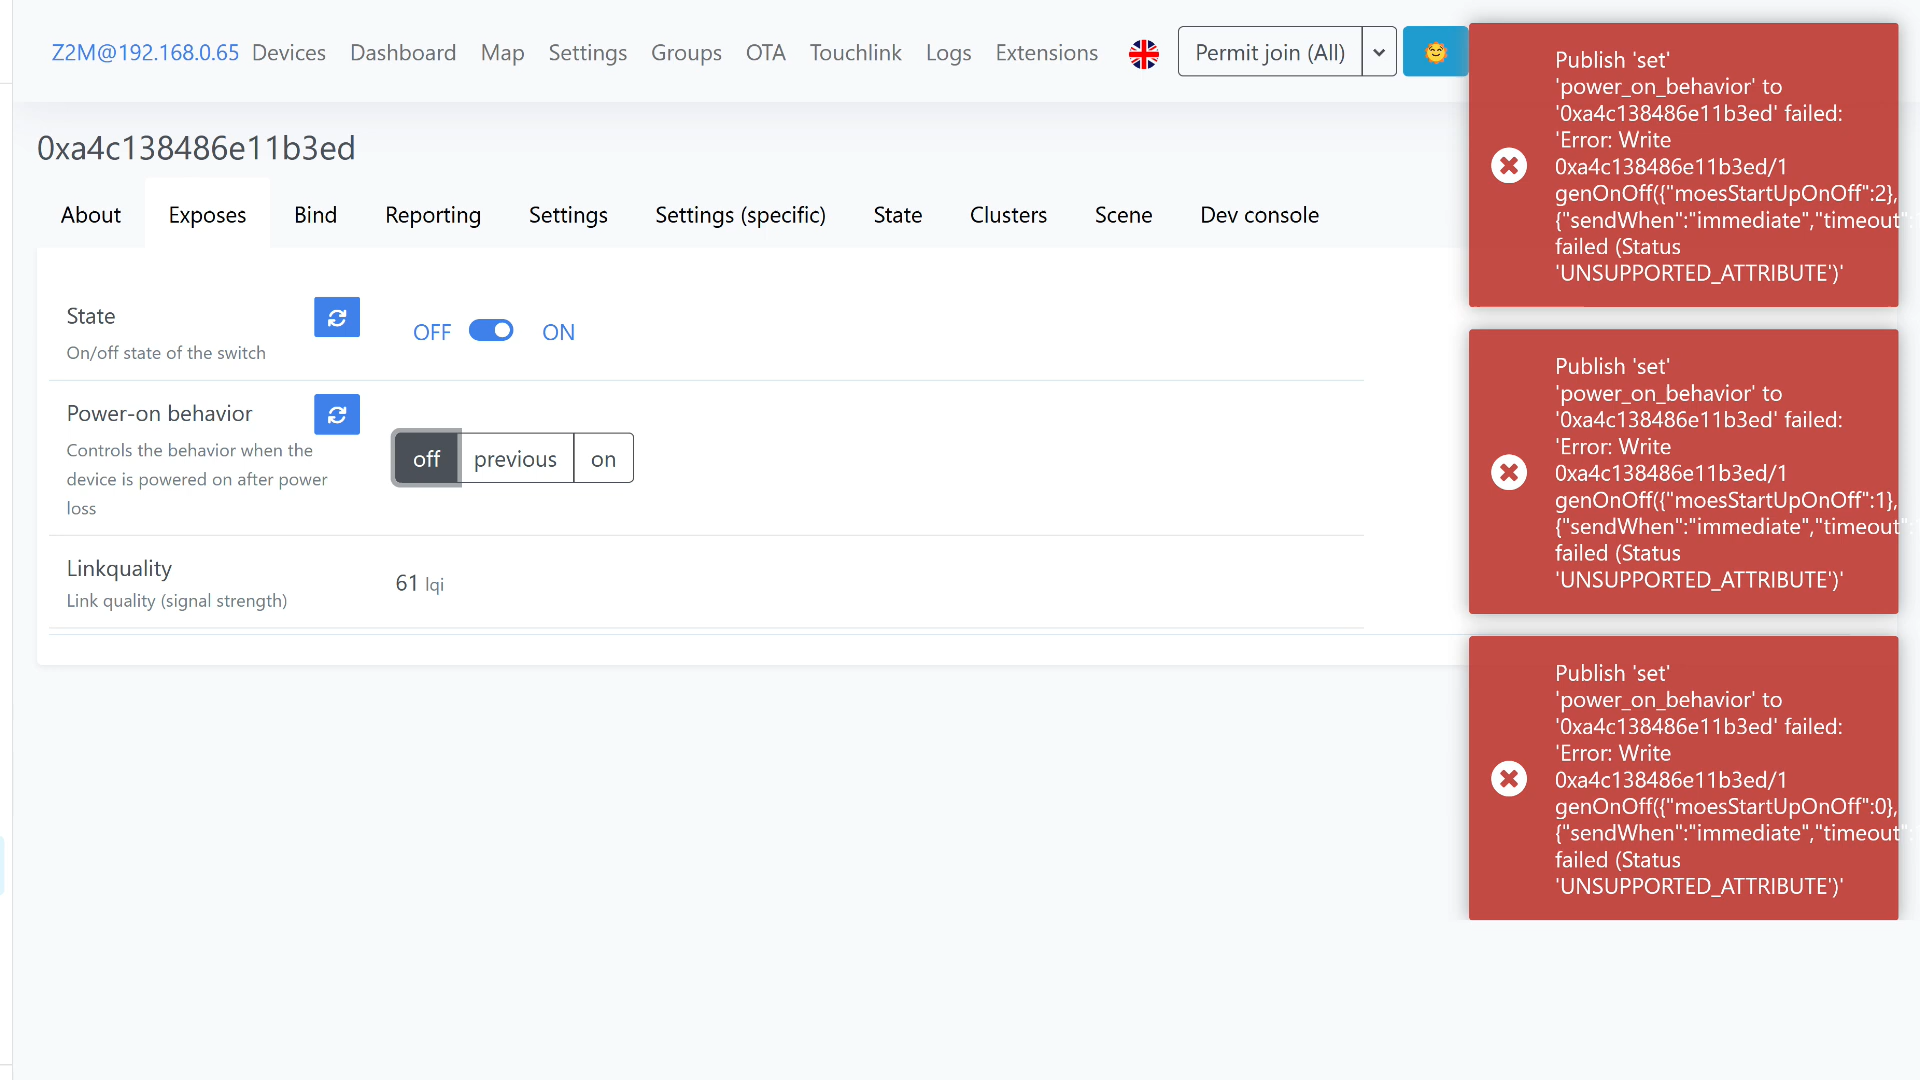 Z2M@192.168.0.65 Devices Dashboard Map Settings Groups OTA Touchlink Logs Extensions Permit join (All)
0xa4c138486e11b3ed
About Exposes Bind Reporting Settings Settings (specific) State Clusters Scene Dev console
State
On/off state of the switch
OFF ON
Power-on behavior
Controls the behavior when the
device is powered on after power
loss
off previous on
Linkquality
Link quality (signal strength)
61 lqi
Publish 'set'
'power_on_behavior' to
'0xa4c138486e11b3ed' failed:
'Error: Write
0xa4c138486e11b3ed/1
genOnOff({"moesStartUpOnOff":2},
{"sendWhen":"immediate","timeout":
failed (Status
'UNSUPPORTED_ATTRIBUTE')'
Publish 'set'
'power_on_behavior' to
'0xa4c138486e11b3ed' failed:
'Error: Write
0xa4c138486e11b3ed/1
genOnOff({"moesStartUpOnOff":1},
{"sendWhen":"immediate","timeout":
failed (Status
'UNSUPPORTED_ATTRIBUTE')'
Publish 'set'
'power_on_behavior' to
'0xa4c138486e11b3ed' failed:
'Error: Write
0xa4c138486e11b3ed/1
genOnOff({"moesStartUpOnOff":0},
{"sendWhen":"immediate","timeout":
failed (Status
'UNSUPPORTED_ATTRIBUTE')'